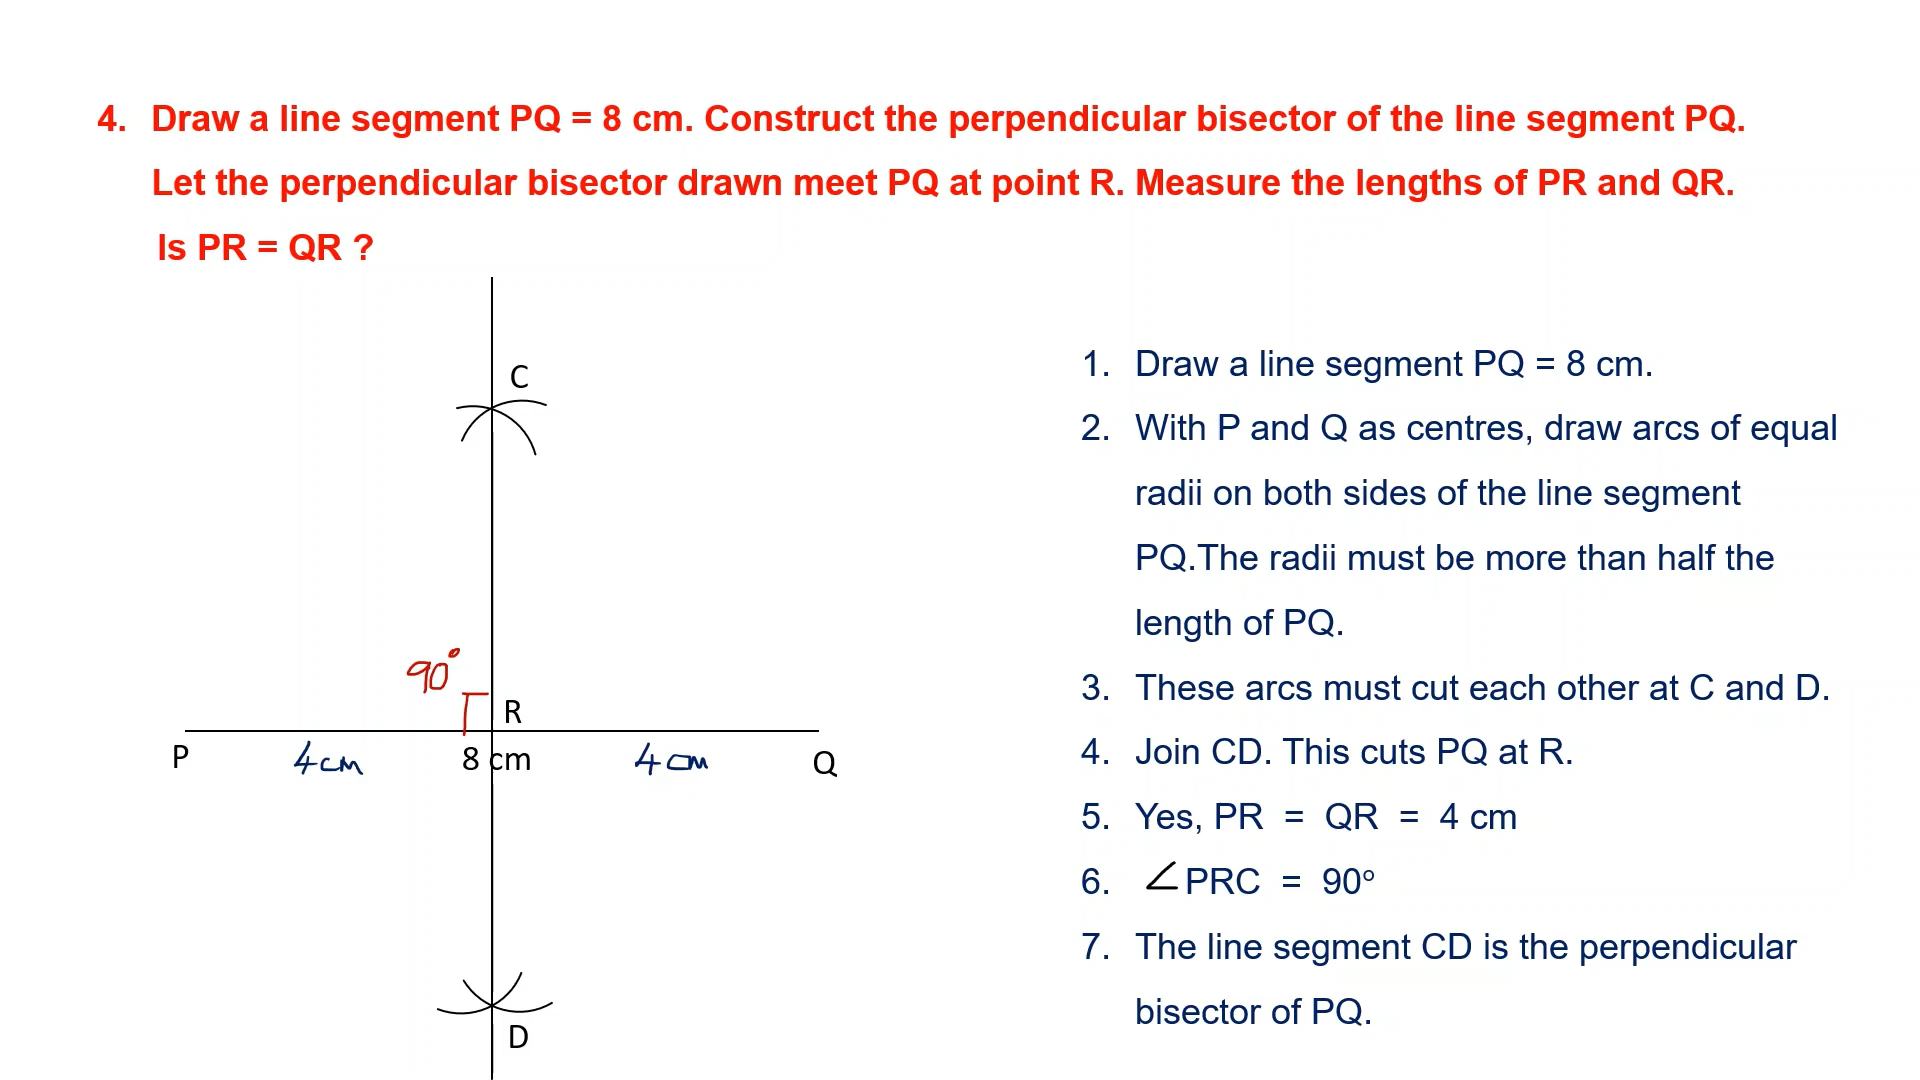 4. Draw a line segment PQ = 8 cm. Construct the perpendicular bisector of the line segment PQ.
Let the perpendicular bisector drawn meet PQ at point R. Measure the lengths of PR and QR.
Is PR = QR ?
C
90°
R
P
4cm
8 cm
4cm
Q
D
1. Draw a line segment PQ = 8 cm.
2. With P and Q as centres, draw arcs of equal
radii on both sides of the line segment
PQ.The radii must be more than half the
length of PQ.
3. These arcs must cut each other at C and D.
4. Join CD. This cuts PQ at R.
5. Yes, PR = QR = 4 cm
6. ∠PRC = 90°
7. The line segment CD is the perpendicular
bisector of PQ.